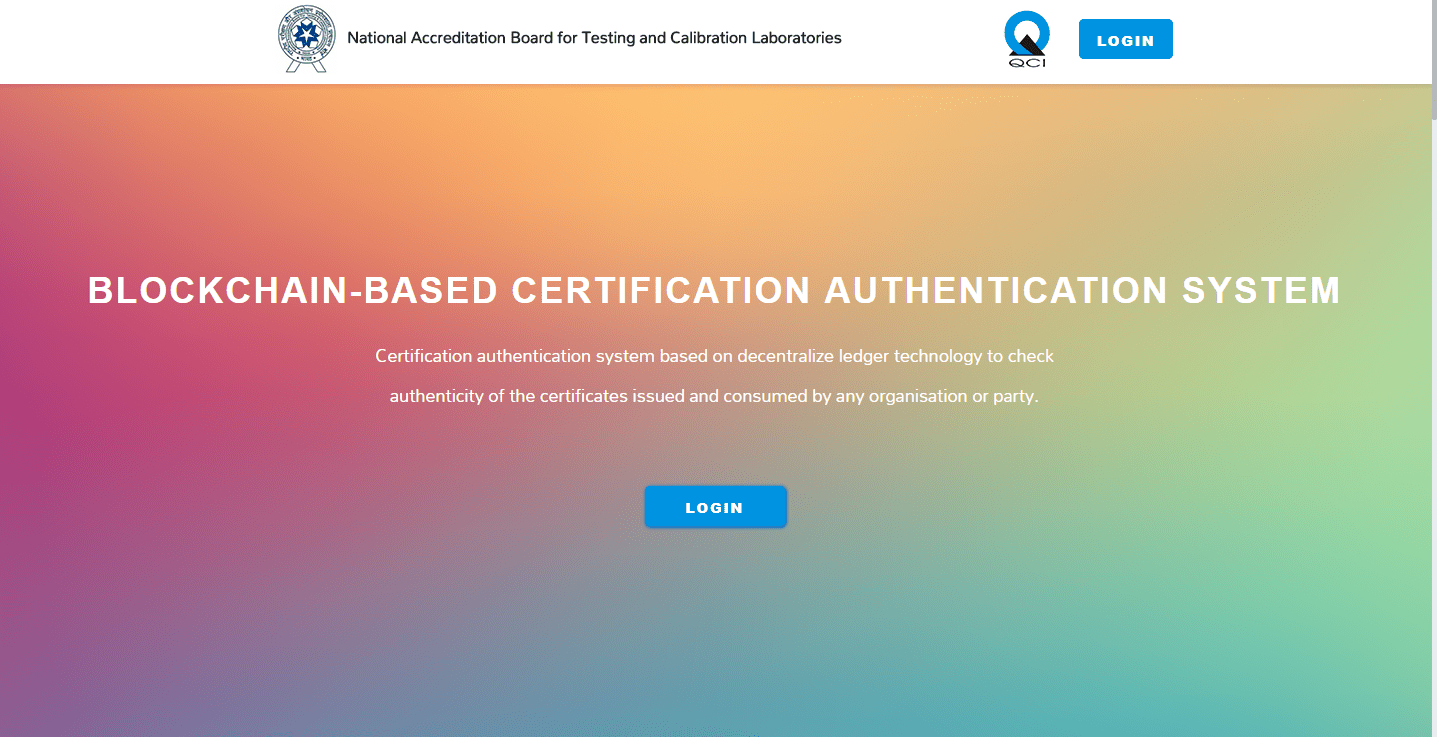 National Accreditation Board for Testing and Calibration Laboratories
QCI
LOGIN
BLOCKCHAIN-BASED CERTIFICATION AUTHENTICATION SYSTEM
Certification authentication system based on decentralize ledger technology to check
authenticity of the certificates issued and consumed by any organisation or party.
LOGIN